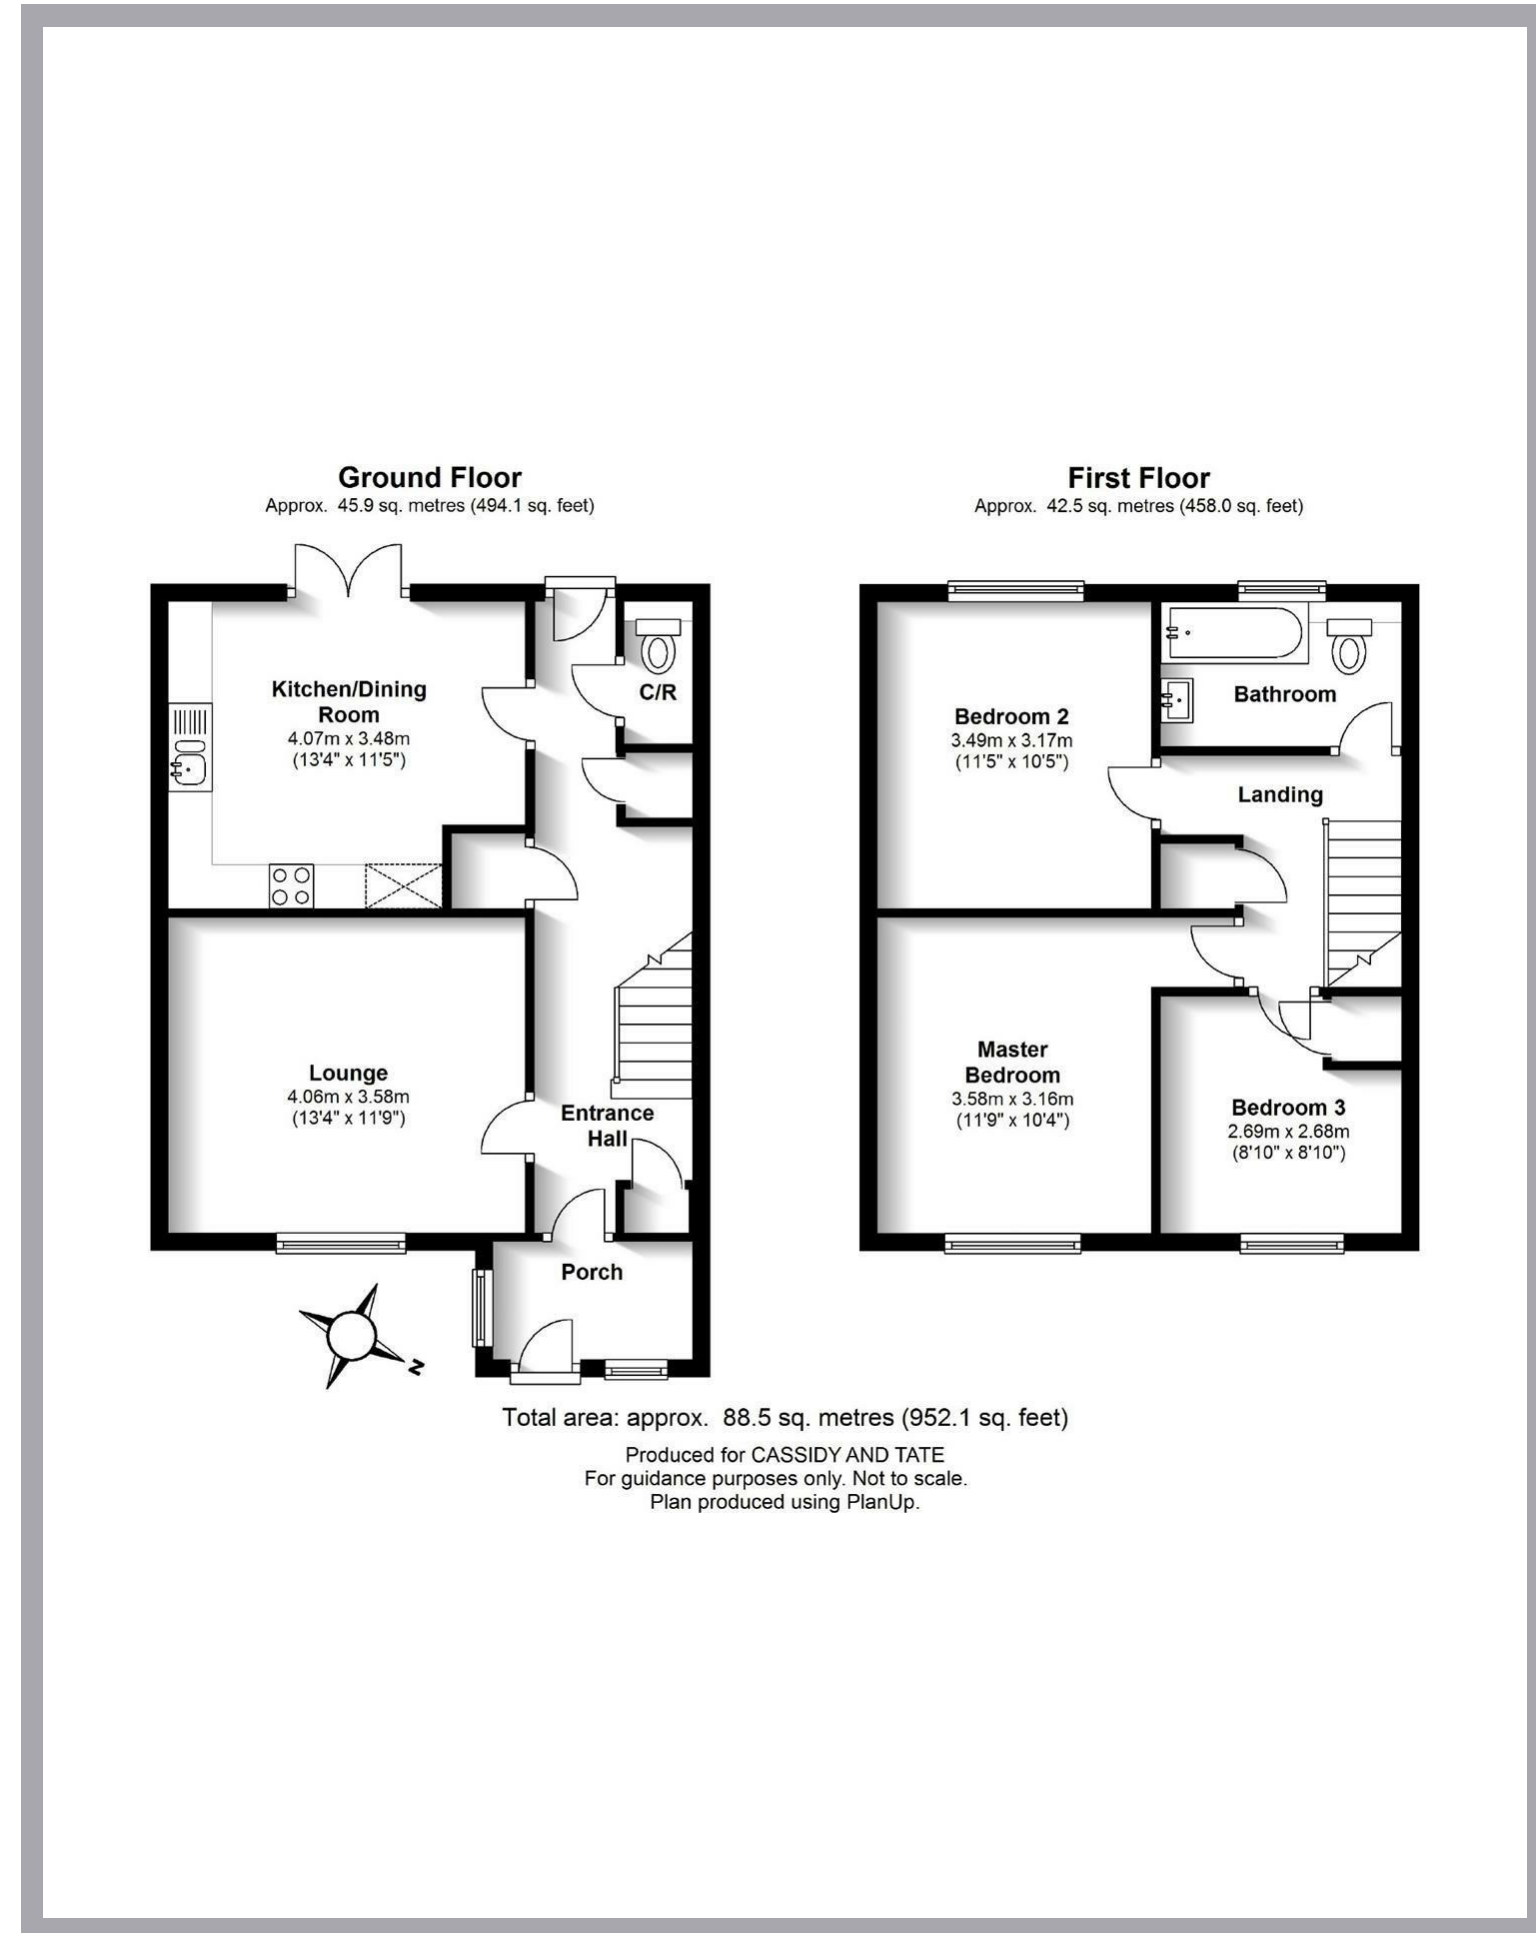 Ground Floor
Approx. 45.9 sq. metres (494.1 sq. feet)
Kitchen/Dining
Room
4.07m x 3.48m
(13'4" x 11'5")
C/R
Lounge
4.06m x 3.58m
(13'4" x 11'9")
Entrance
Hall
Porch
N
First Floor
Approx. 42.5 sq. metres (458.0 sq. feet)
Bedroom 2
3.49m x 3.17m
(11'5" x 10'5")
Bathroom
Landing
Master
Bedroom
3.58m x 3.16m
(11'9" x 10'4")
Bedroom 3
2.69m x 2.68m
(8'10" x 8'10")
Total area: approx. 88.5 sq. metres (952.1 sq. feet)
Produced for CASSIDY AND TATE
For guidance purposes only. Not to scale.
Plan produced using PlanUp.